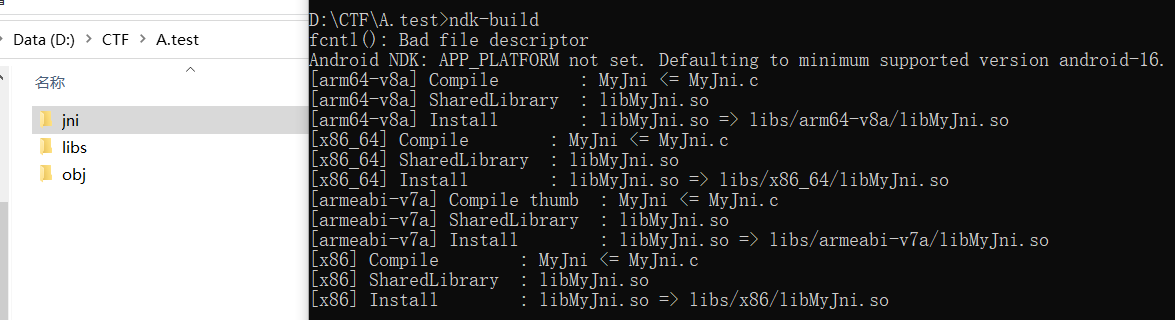 Data (D:) > CTF > A.test
名称
jni
libs
obj
D:\CTF\A.test>ndk-build
fcntl(): Bad file descriptor
Android NDK: APP_PLATFORM not set. Defaulting to minimum supported version android-16.
[arm64-v8a] Compile        : MyJni <= MyJni.c
[arm64-v8a] SharedLibrary  : libMyJni.so
[arm64-v8a] Install        : libMyJni.so => libs/arm64-v8a/libMyJni.so
[x86_64] Compile        : MyJni <= MyJni.c
[x86_64] SharedLibrary  : libMyJni.so
[x86_64] Install        : libMyJni.so => libs/x86_64/libMyJni.so
[armeabi-v7a] Compile thumb  : MyJni <= MyJni.c
[armeabi-v7a] SharedLibrary  : libMyJni.so
[armeabi-v7a] Install        : libMyJni.so => libs/armeabi-v7a/libMyJni.so
[x86] Compile        : MyJni <= MyJni.c
[x86] SharedLibrary  : libMyJni.so
[x86] Install        : libMyJni.so => libs/x86/libMyJni.so